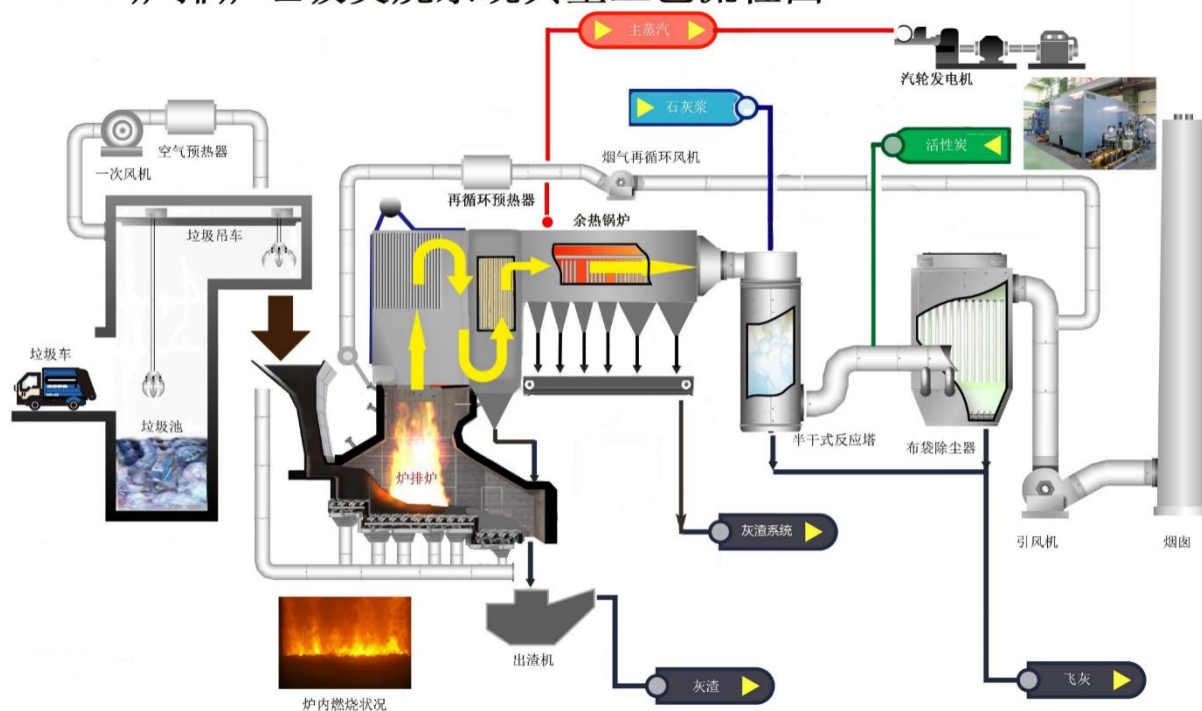 主蒸汽
汽轮发电机
石灰浆
活性炭
空气预热器
一次风机
烟气再循环风机
再循环预热器
余热锅炉
垃圾吊车
垃圾车
垃圾池
炉排炉
半干式反应塔
布袋除尘器
灰渣系统
引风机
烟囱
出渣机
灰渣
飞灰
炉内燃烧状况